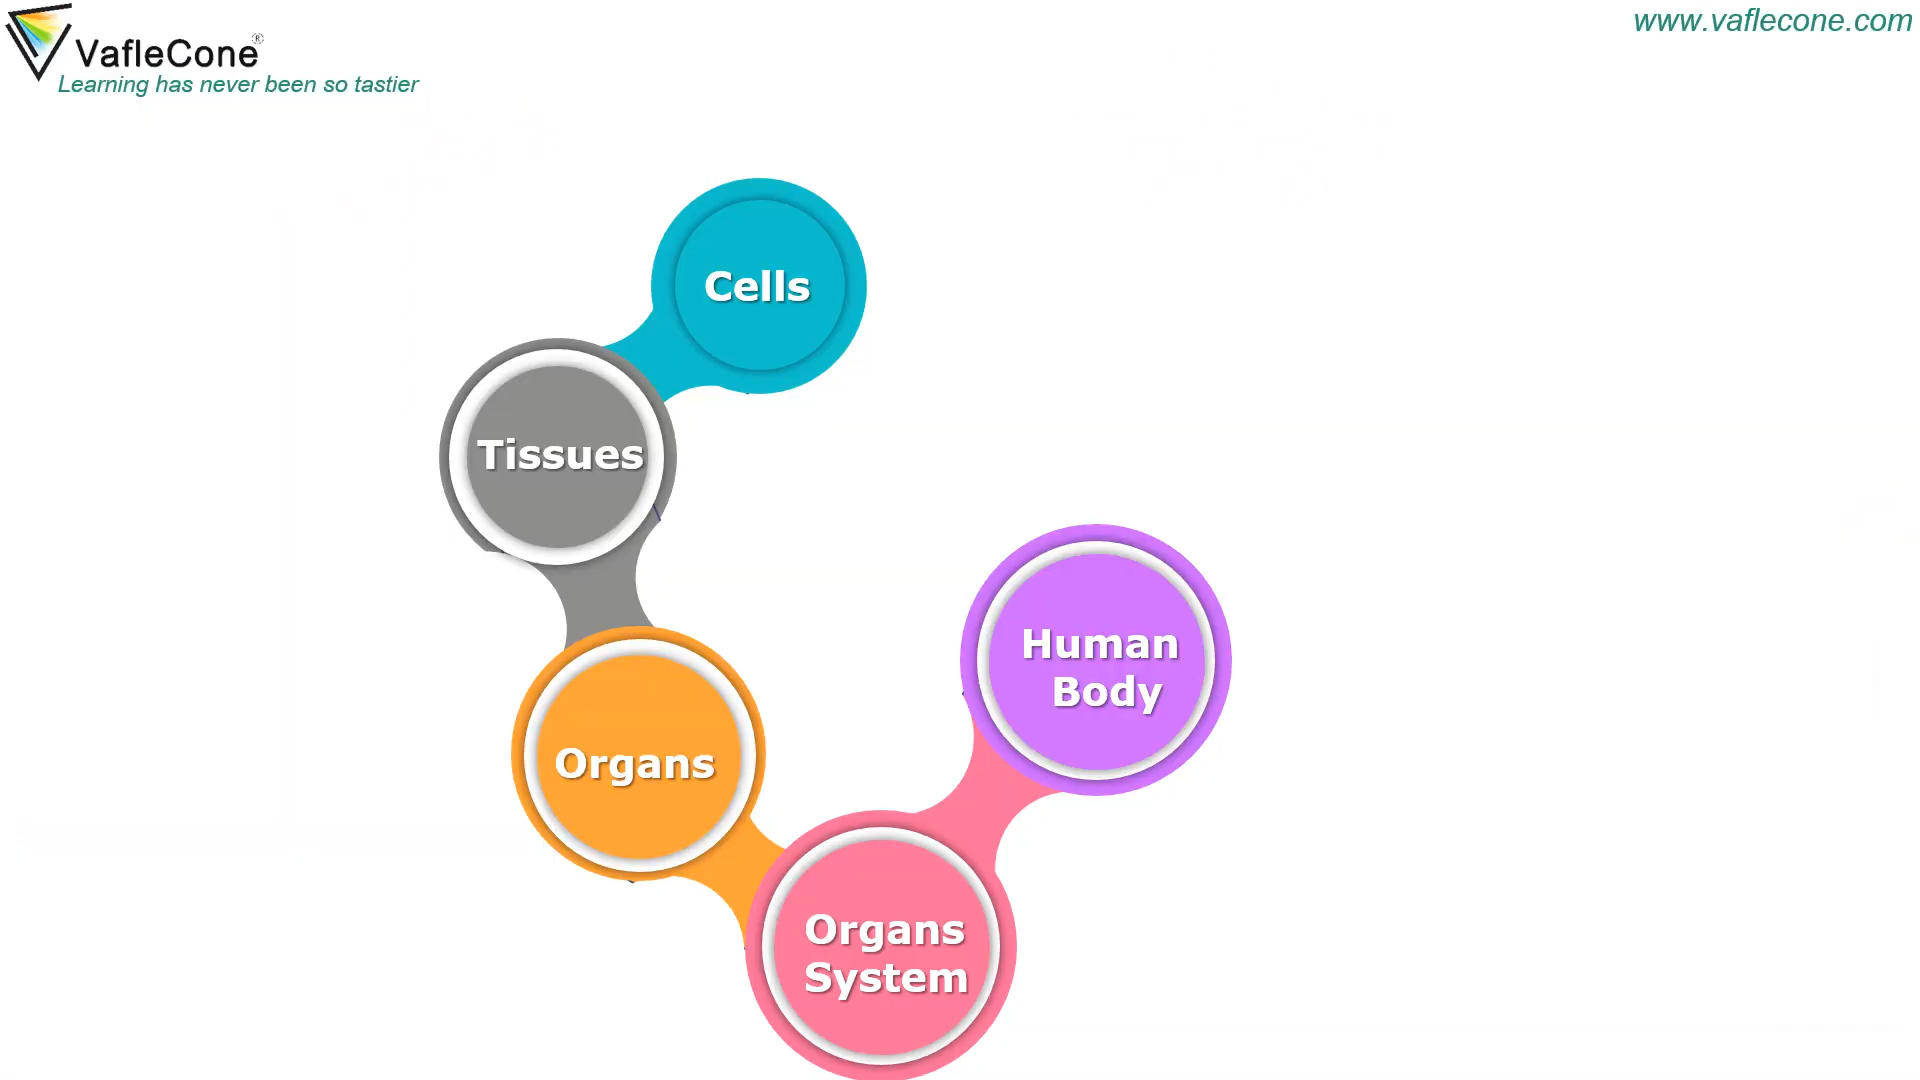 VafleCone®
Learning has never been so tastier
www.vaflecone.com
Cells
Tissues
Organs
Organs
System
Human
Body